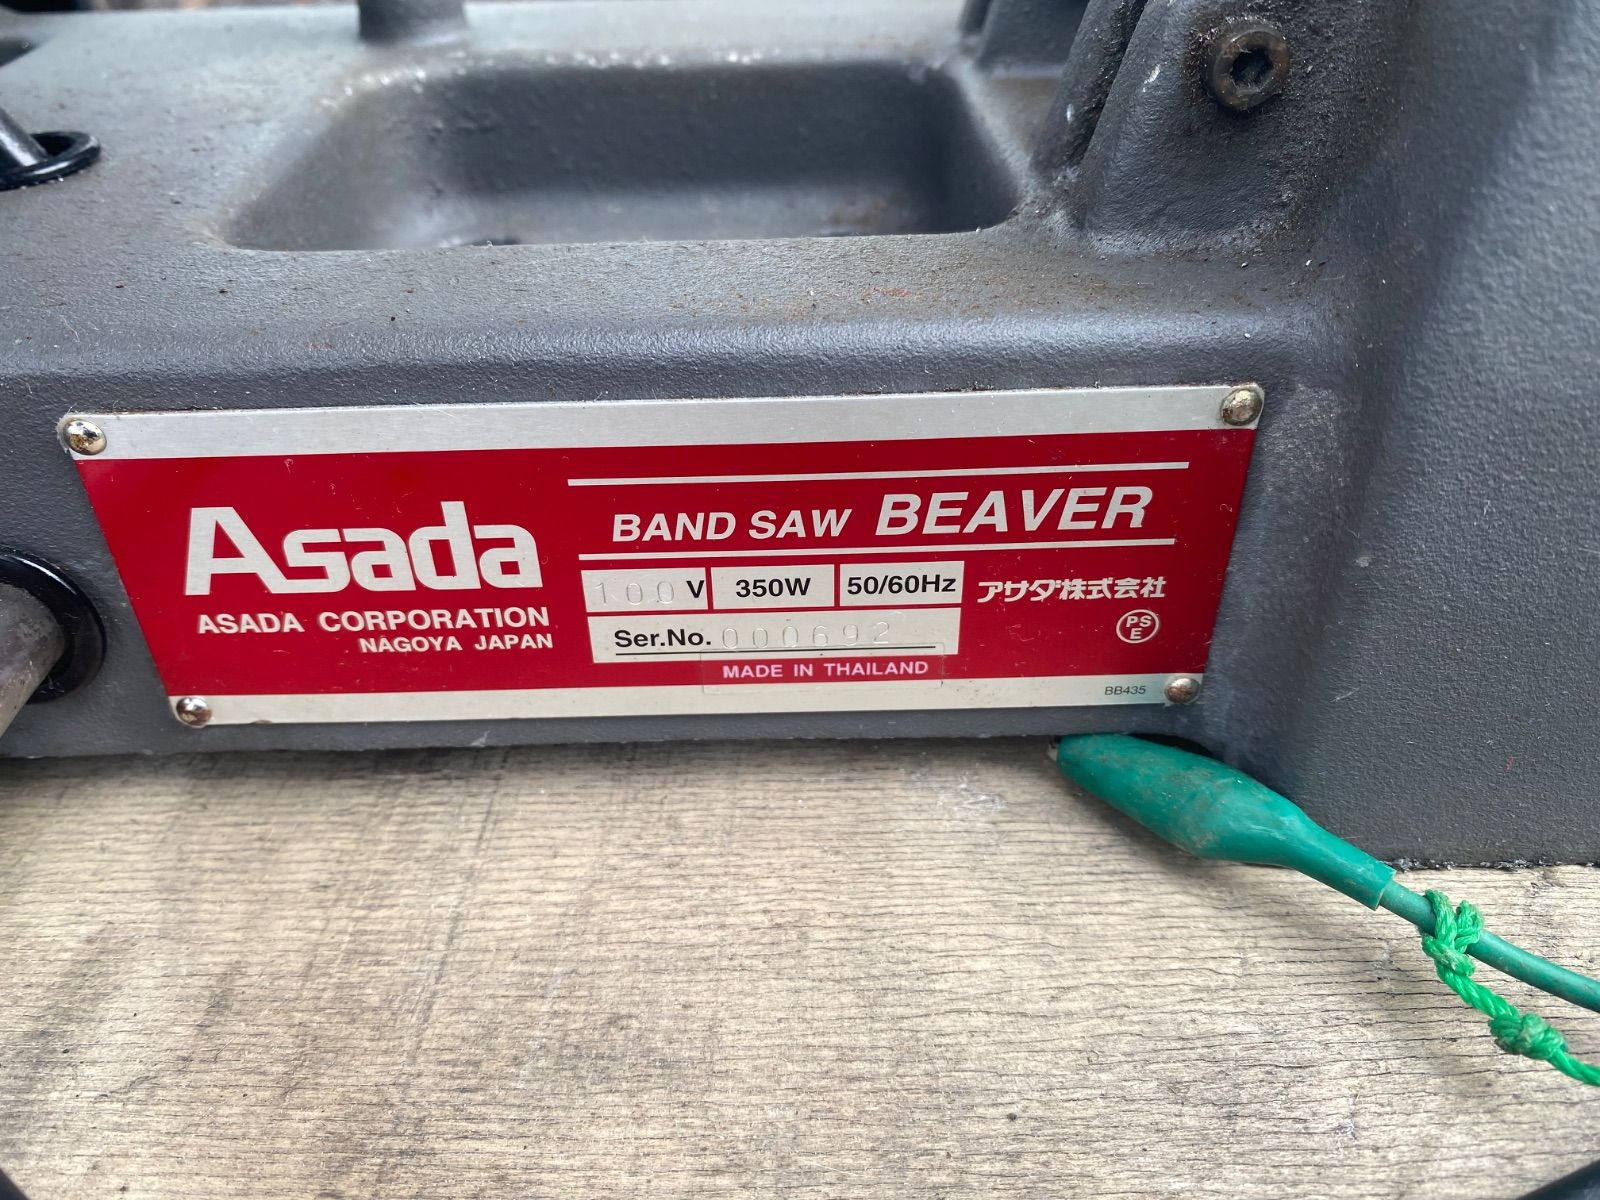 Asada
ASADA CORPORATION
NAGOYA JAPAN
BAND SAW BEAVER
100 V 350W 50/60Hz
Ser.No. 000692
MADE IN THAILAND
アサダ株式会社
PS
E
BB435